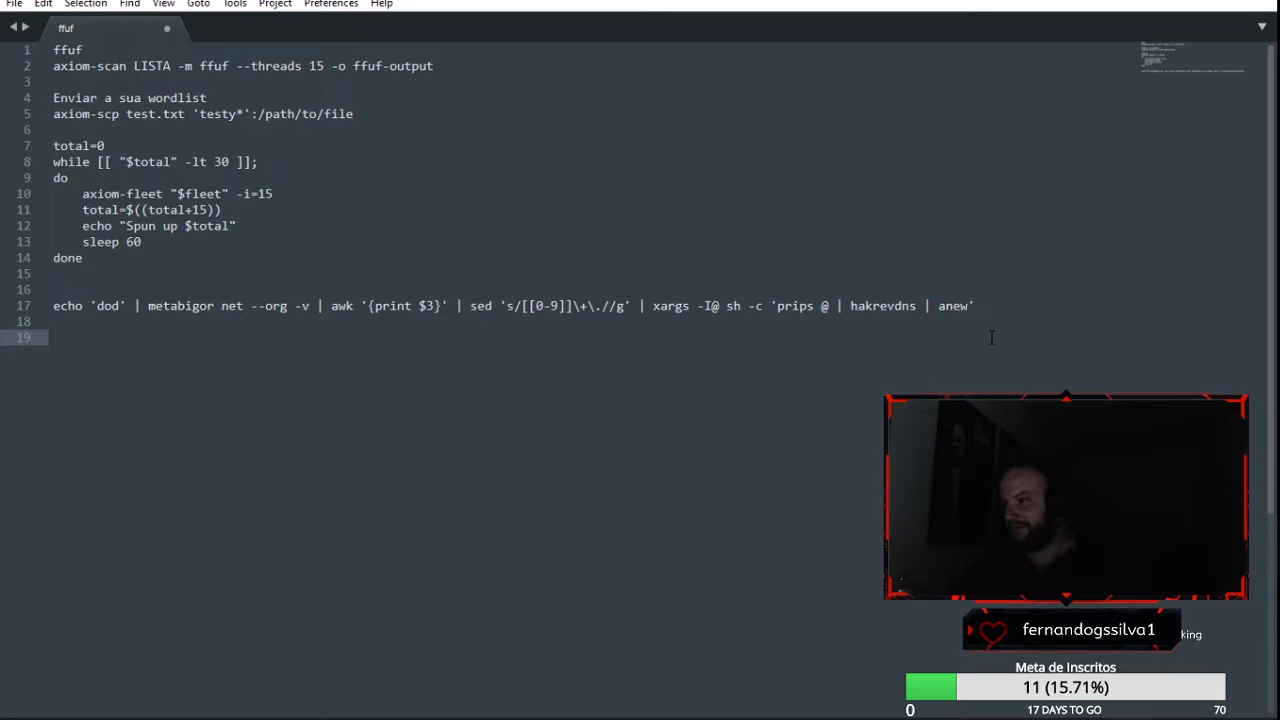 File Edit Selection Find View Goto Tools Project Preferences Help
ffuf
1 ffuf
2 axiom-scan LISTA -m ffuf --threads 15 -o ffuf-output
3
4 Enviar a sua wordlist
5 axiom-scp test.txt 'testy*':/path/to/file
6
7 total=0
8 while [[ "$total" -lt 30 ]];
9 do
10 axiom-fleet "$fleet" -i=15
11 total=$((total+15))
12 echo "Spun up $total"
13 sleep 60
14 done
15
16
17 echo 'dod' | metabigor net --org -v | awk '{print $3}' | sed 's/[[0-9]]\+\.//g' | xargs -I@ sh -c 'prips @ | hakrevdns | anew'
18
19
fernandogssilva1
king
Meta de Inscritos
11 (15.71%)
0 17 DAYS TO GO 70